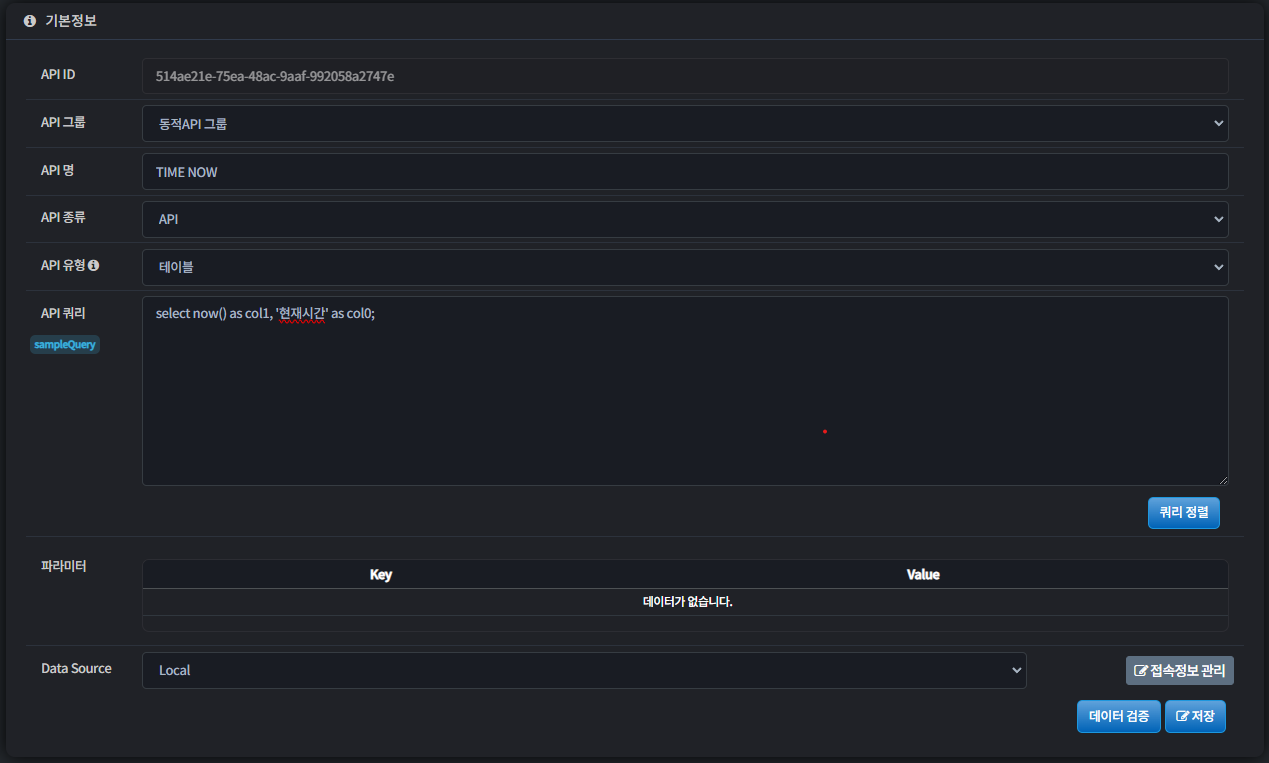 기본정보
API ID
514ae21e-75ea-48ac-9aaf-992058a2747e
API 그룹
동적API 그룹
API 명
TIME NOW
API 종류
API
API 유형
테이블
API 쿼리
sampleQuery
select now() as col1, '현재시간' as col0;
쿼리 정렬
파라미터
Key Value
데이터가 없습니다.
Data Source
Local
접속정보 관리
데이터 검증 저장